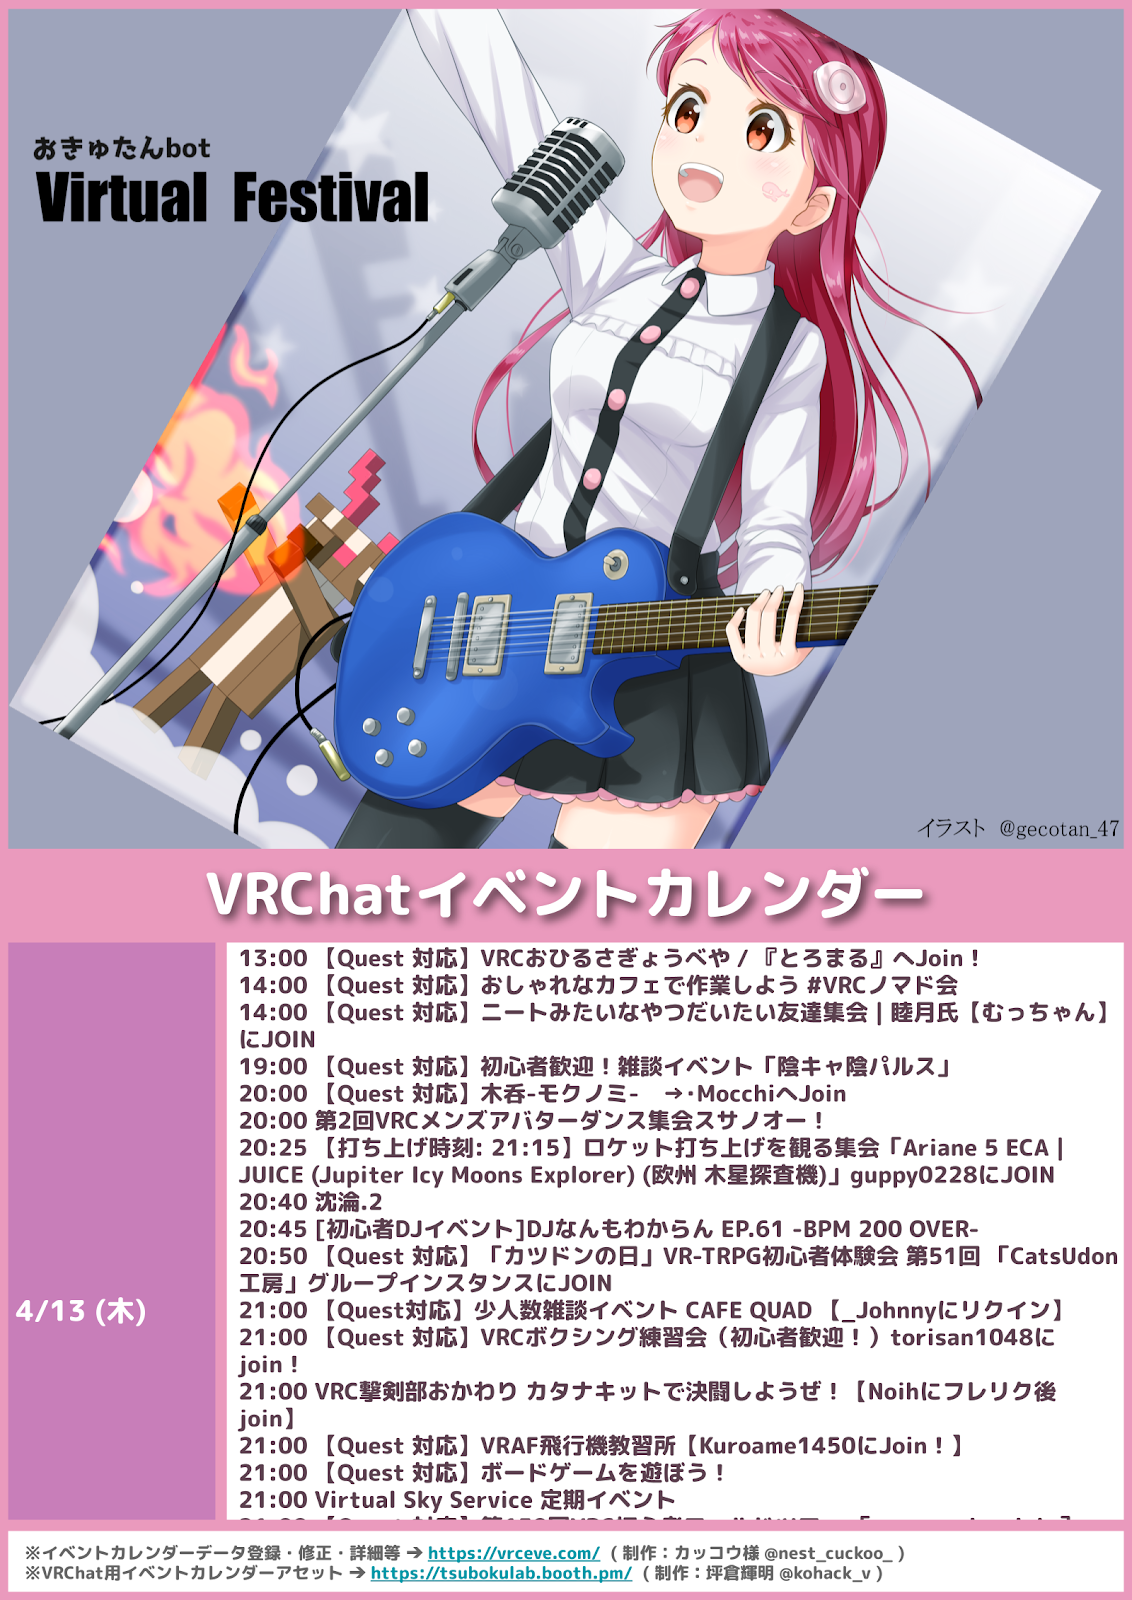 おきゅたんbot
Virtual Festival
イラスト @gecotan_47
VRChatイベントカレンダー
4/13 (木)
13:00 【Quest 対応】VRCおひるさぎょうべや / 『とろまる』へJoin！
14:00 【Quest 対応】おしゃれなカフェで作業しよう #VRCノマド会
14:00 【Quest 対応】ニートみたいなやつだいたい友達集会 | 睦月氏【むっちゃん】
にJOIN
19:00 【Quest 対応】初心者歓迎！雑談イベント「陰キャ陰パルス」
20:00 【Quest 対応】木呑-モクノミ-　→･MocchiへJoin
20:00 第2回VRCメンズアバターダンス集会スサノオー！
20:25 【打ち上げ時刻: 21:15】ロケット打ち上げを観る集会「Ariane 5 ECA |
JUICE (Jupiter Icy Moons Explorer) (欧州 木星探査機)」guppy0228にJOIN
20:40 沈淪.2
20:45 [初心者DJイベント]DJなんもわからん EP.61 -BPM 200 OVER-
20:50 【Quest 対応】「カツドンの日」VR-TRPG初心者体験会 第51回 「CatsUdon
工房」グループインスタンスにJOIN
21:00 【Quest対応】少人数雑談イベント CAFE QUAD 【_Johnnyにリクイン】
21:00 【Quest 対応】VRCボクシング練習会（初心者歓迎！）torisan1048に
join！
21:00 VRC撃剣部おかわり カタナキットで決闘しようぜ！【Noihにフレリク後
join】
21:00 【Quest 対応】VRAF飛行機教習所【Kuroame1450にJoin！】
21:00 【Quest 対応】ボードゲームを遊ぼう！
21:00 Virtual Sky Service 定期イベント
※イベントカレンダーデータ登録・修正・詳細等 → https://vrceve.com/ ( 制作：カッコウ様 @nest_cuckoo_ )
※VRChat用イベントカレンダーアセット → https://tsubokulab.booth.pm/ ( 制作：坪倉輝明 @kohack_v )